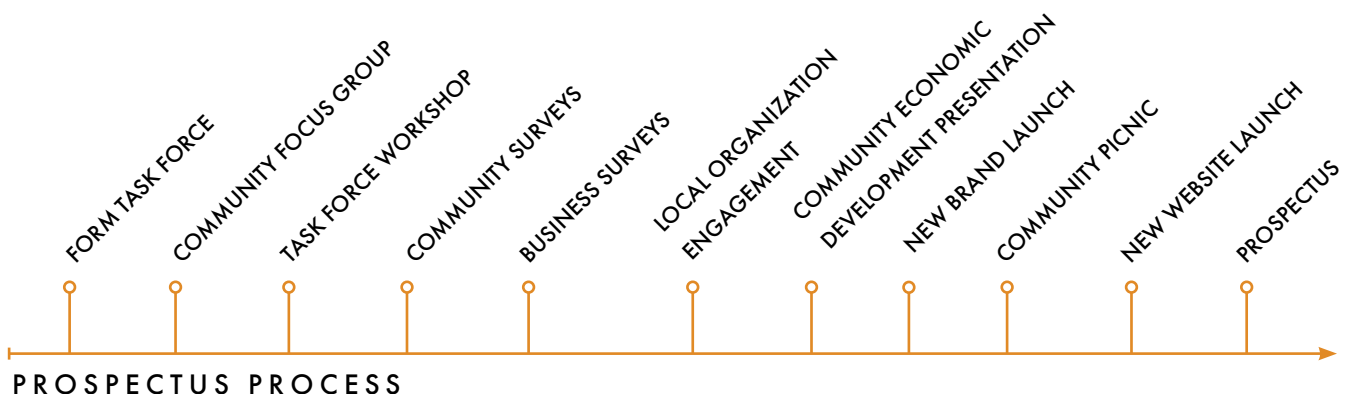 FORM TASK FORCE
COMMUNITY FOCUS GROUP
TASK FORCE WORKSHOP
COMMUNITY SURVEYS
BUSINESS SURVEYS
LOCAL ORGANIZATION
ENGAGEMENT
COMMUNITY ECONOMIC
DEVELOPMENT PRESENTATION
NEW BRAND LAUNCH
COMMUNITY PICNIC
NEW WEBSITE LAUNCH
PROSPECTUS
PROSPECTUS PROCESS